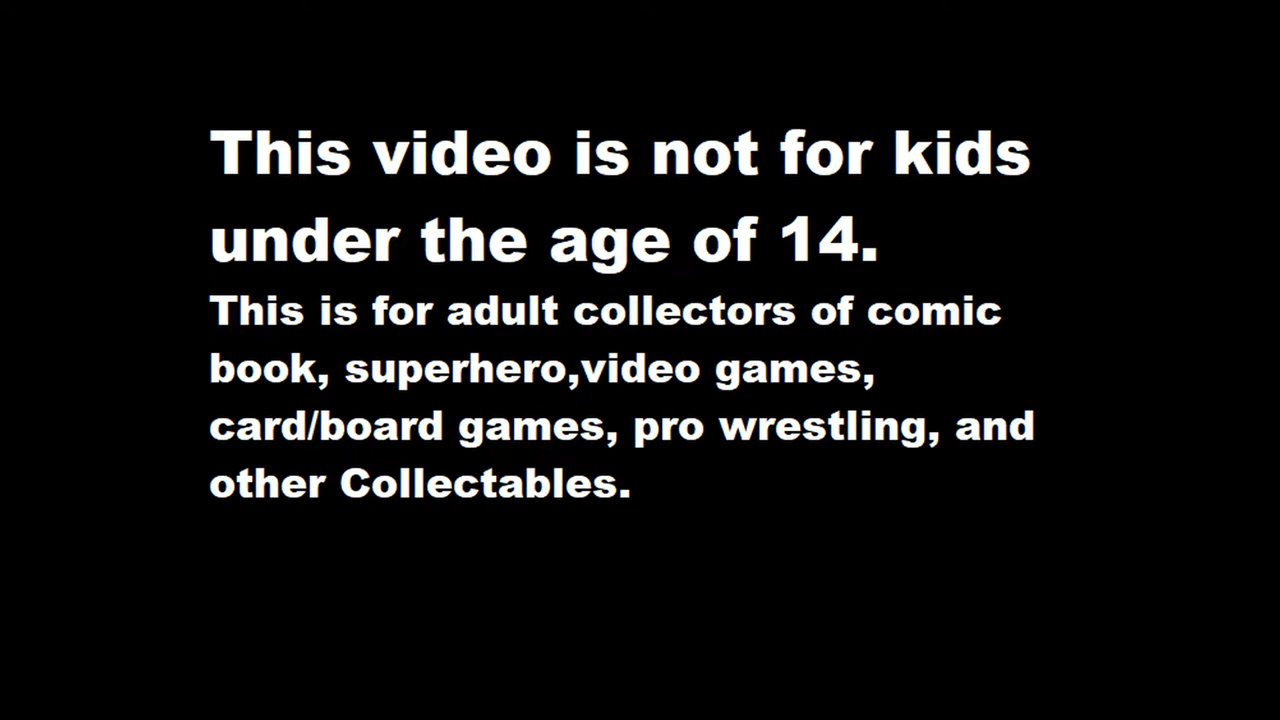 This video is not for kids
under the age of 14.
This is for adult collectors of comic
book, superhero,video games,
card/board games, pro wrestling, and
other Collectables.